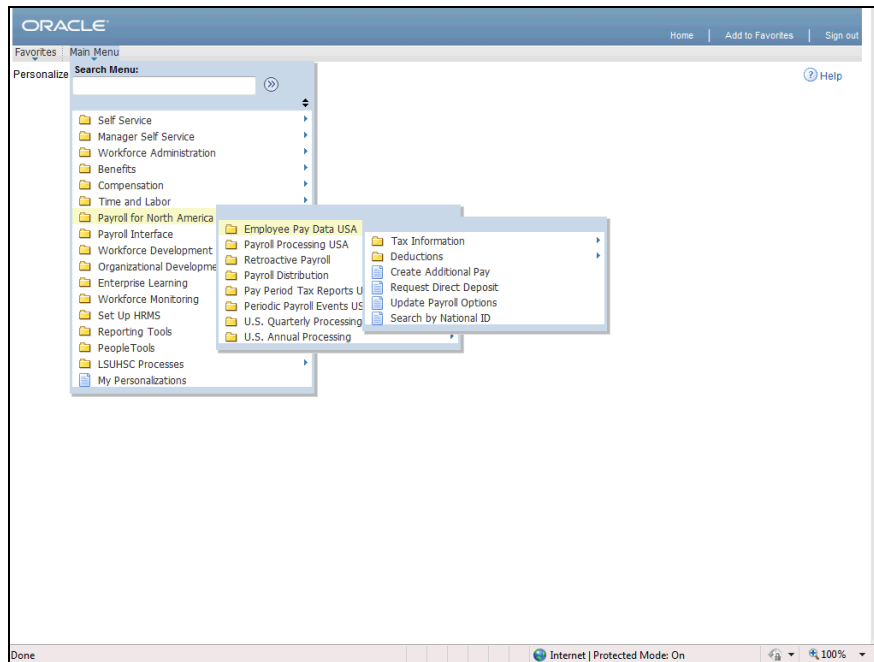 ORACLE
Home | Add to Favorites | Sign out
Favorites Main Menu
Personalize
Search Menu:
Help
Self Service
Manager Self Service
Workforce Administration
Benefits
Compensation
Time and Labor
Payroll for North America
Payroll Interface
Workforce Development
Organizational Developme
Enterprise Learning
Workforce Monitoring
Set Up HRMS
Reporting Tools
PeopleTools
LSUHSC Processes
My Personalizations
Employee Pay Data USA
Payroll Processing USA
Retroactive Payroll
Payroll Distribution
Pay Period Tax Reports U
Periodic Payroll Events US
U.S. Quarterly Processing
U.S. Annual Processing
Tax Information
Deductions
Create Additional Pay
Request Direct Deposit
Update Payroll Options
Search by National ID
Done
Internet | Protected Mode: On
100%